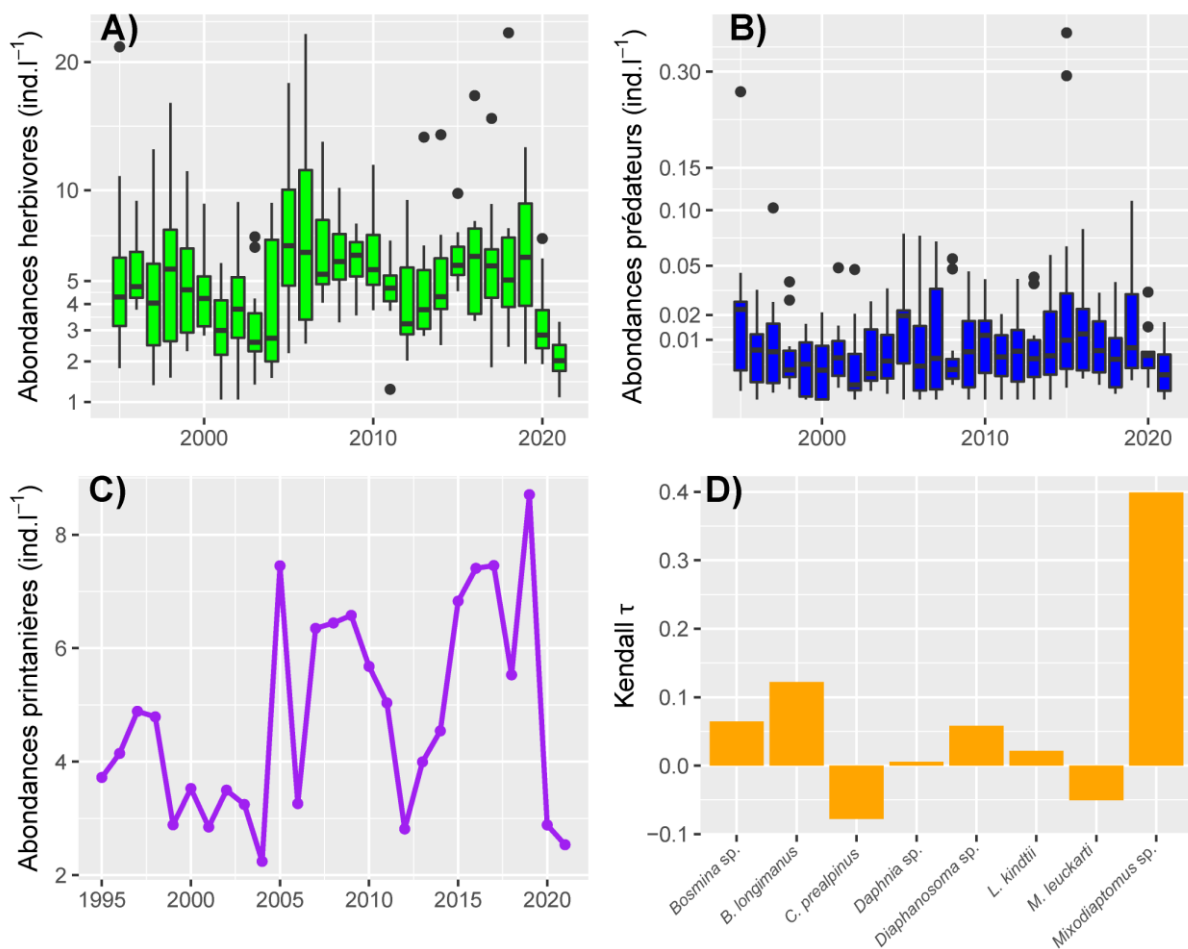 A)
Abondances herbivores (ind.l⁻¹)
20
10
5
4
3
2
1
2000
2010
2020
B)
Abondances prédateurs (ind.l⁻¹)
0.30
0.15
0.10
0.05
0.02
0.01
2000
2010
2020
C)
Abondances printanières (ind.l⁻¹)
8
6
4
2
1995
2000
2005
2010
2015
2020
D)
Kendall τ
0.4
0.3
0.2
0.1
0.0
−0.1
Bosmina sp.
B. longimanus
C. prealpinus
Daphnia sp.
Diaphanosoma sp.
L. kindtii
M. leuckarti
Mixodiaptomus sp.